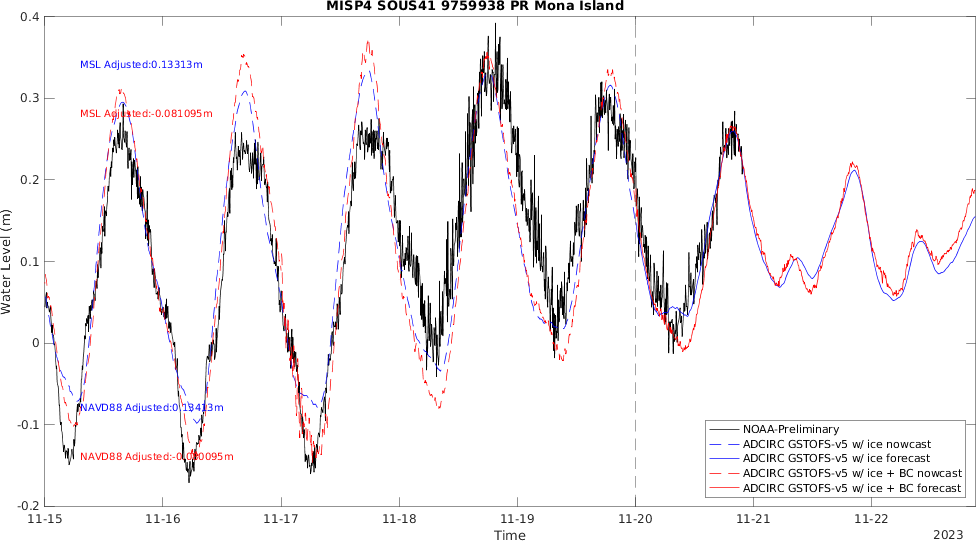 MISP4 SOUS41 9759938 PR Mona Island
0.4
0.3
0.2
0.1
0
-0.1
-0.2
Water Level (m)
MSL Adjusted:0.13313m
MSL Adjusted:-0.081095m
NAVD88 Adjusted:0.13413m
NAVD88 Adjusted:-0.080095m
NOAA-Preliminary
ADCIRC GSTOFS-v5 w/ ice nowcast
ADCIRC GSTOFS-v5 w/ ice forecast
ADCIRC GSTOFS-v5 w/ ice + BC nowcast
ADCIRC GSTOFS-v5 w/ ice + BC forecast
11-15 11-16 11-17 11-18 11-19 11-20 11-21 11-22
Time
2023